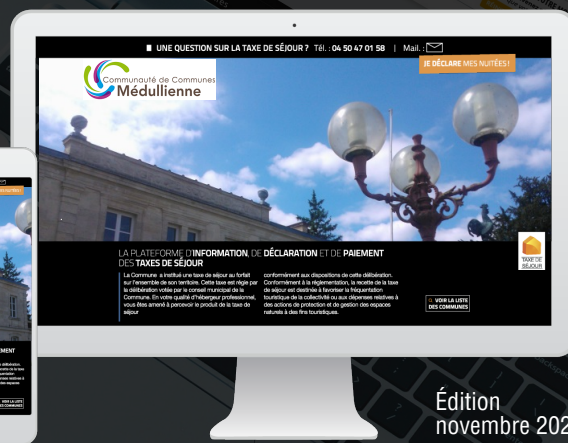 UNE QUESTION SUR LA TAXE DE SÉJOUR ? Tél. : 04 50 47 01 58 | Mail. :
JE DÉCLARE MES NUITÉES !
Communauté de Communes
Médullienne
LA PLATEFORME D'INFORMATION, DE DÉCLARATION ET DE PAIEMENT
DES TAXES DE SÉJOUR
La Commune a institué une taxe de séjour au forfait
sur l'ensemble de son territoire. Cette taxe est régie par
la délibération votée par le conseil municipal de la
Commune. En votre qualité d'hébergeur professionnel,
vous êtes amené à percevoir le produit de la taxe de
séjour
conformément aux dispositions de cette délibération.
Conformément à la réglementation, la recette de la taxe
de séjour est destinée à favoriser la fréquentation
touristique de la collectivité ou aux dépenses relatives à
des actions de protection et de gestion des espaces
naturels à des fins touristiques.
TAXE DE
SÉJOUR
VOIR LA LISTE
DES COMMUNES
VOIR LA LISTE
DES COMMUNES
Édition
novembre 202